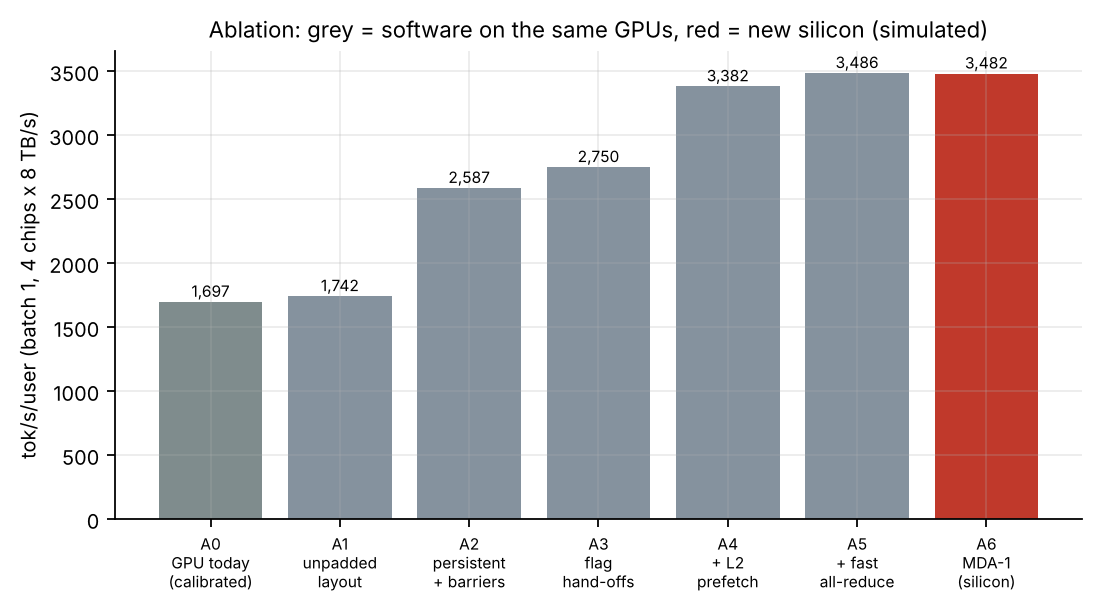 Ablation: grey = software on the same GPUs, red = new silicon (simulated)
tok/s/user (batch 1, 4 chips x 8 TB/s)
3500
3000
2500
2000
1500
1000
500
0
1,697
1,742
2,587
2,750
3,382
3,486
3,482
A0
GPU today
(calibrated)
A1
unpadded
layout
A2
persistent
+ barriers
A3
flag
hand-offs
A4
+ L2
prefetch
A5
+ fast
all-reduce
A6
MDA-1
(silicon)